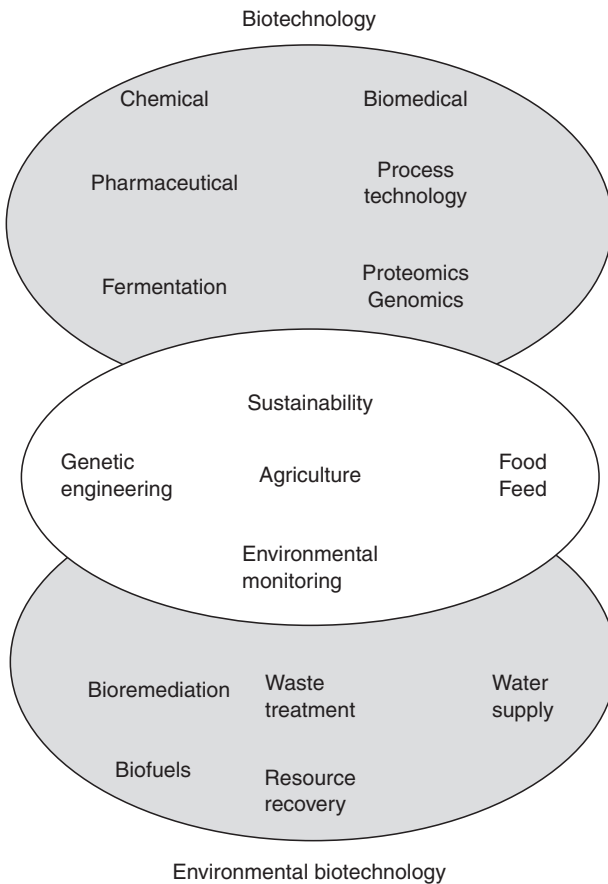 Biotechnology
Chemical
Biomedical
Pharmaceutical
Process
technology
Fermentation
Proteomics
Genomics
Sustainability
Genetic
engineering
Agriculture
Food
Feed
Environmental
monitoring
Bioremediation
Waste
treatment
Water
supply
Biofuels
Resource
recovery
Environmental biotechnology